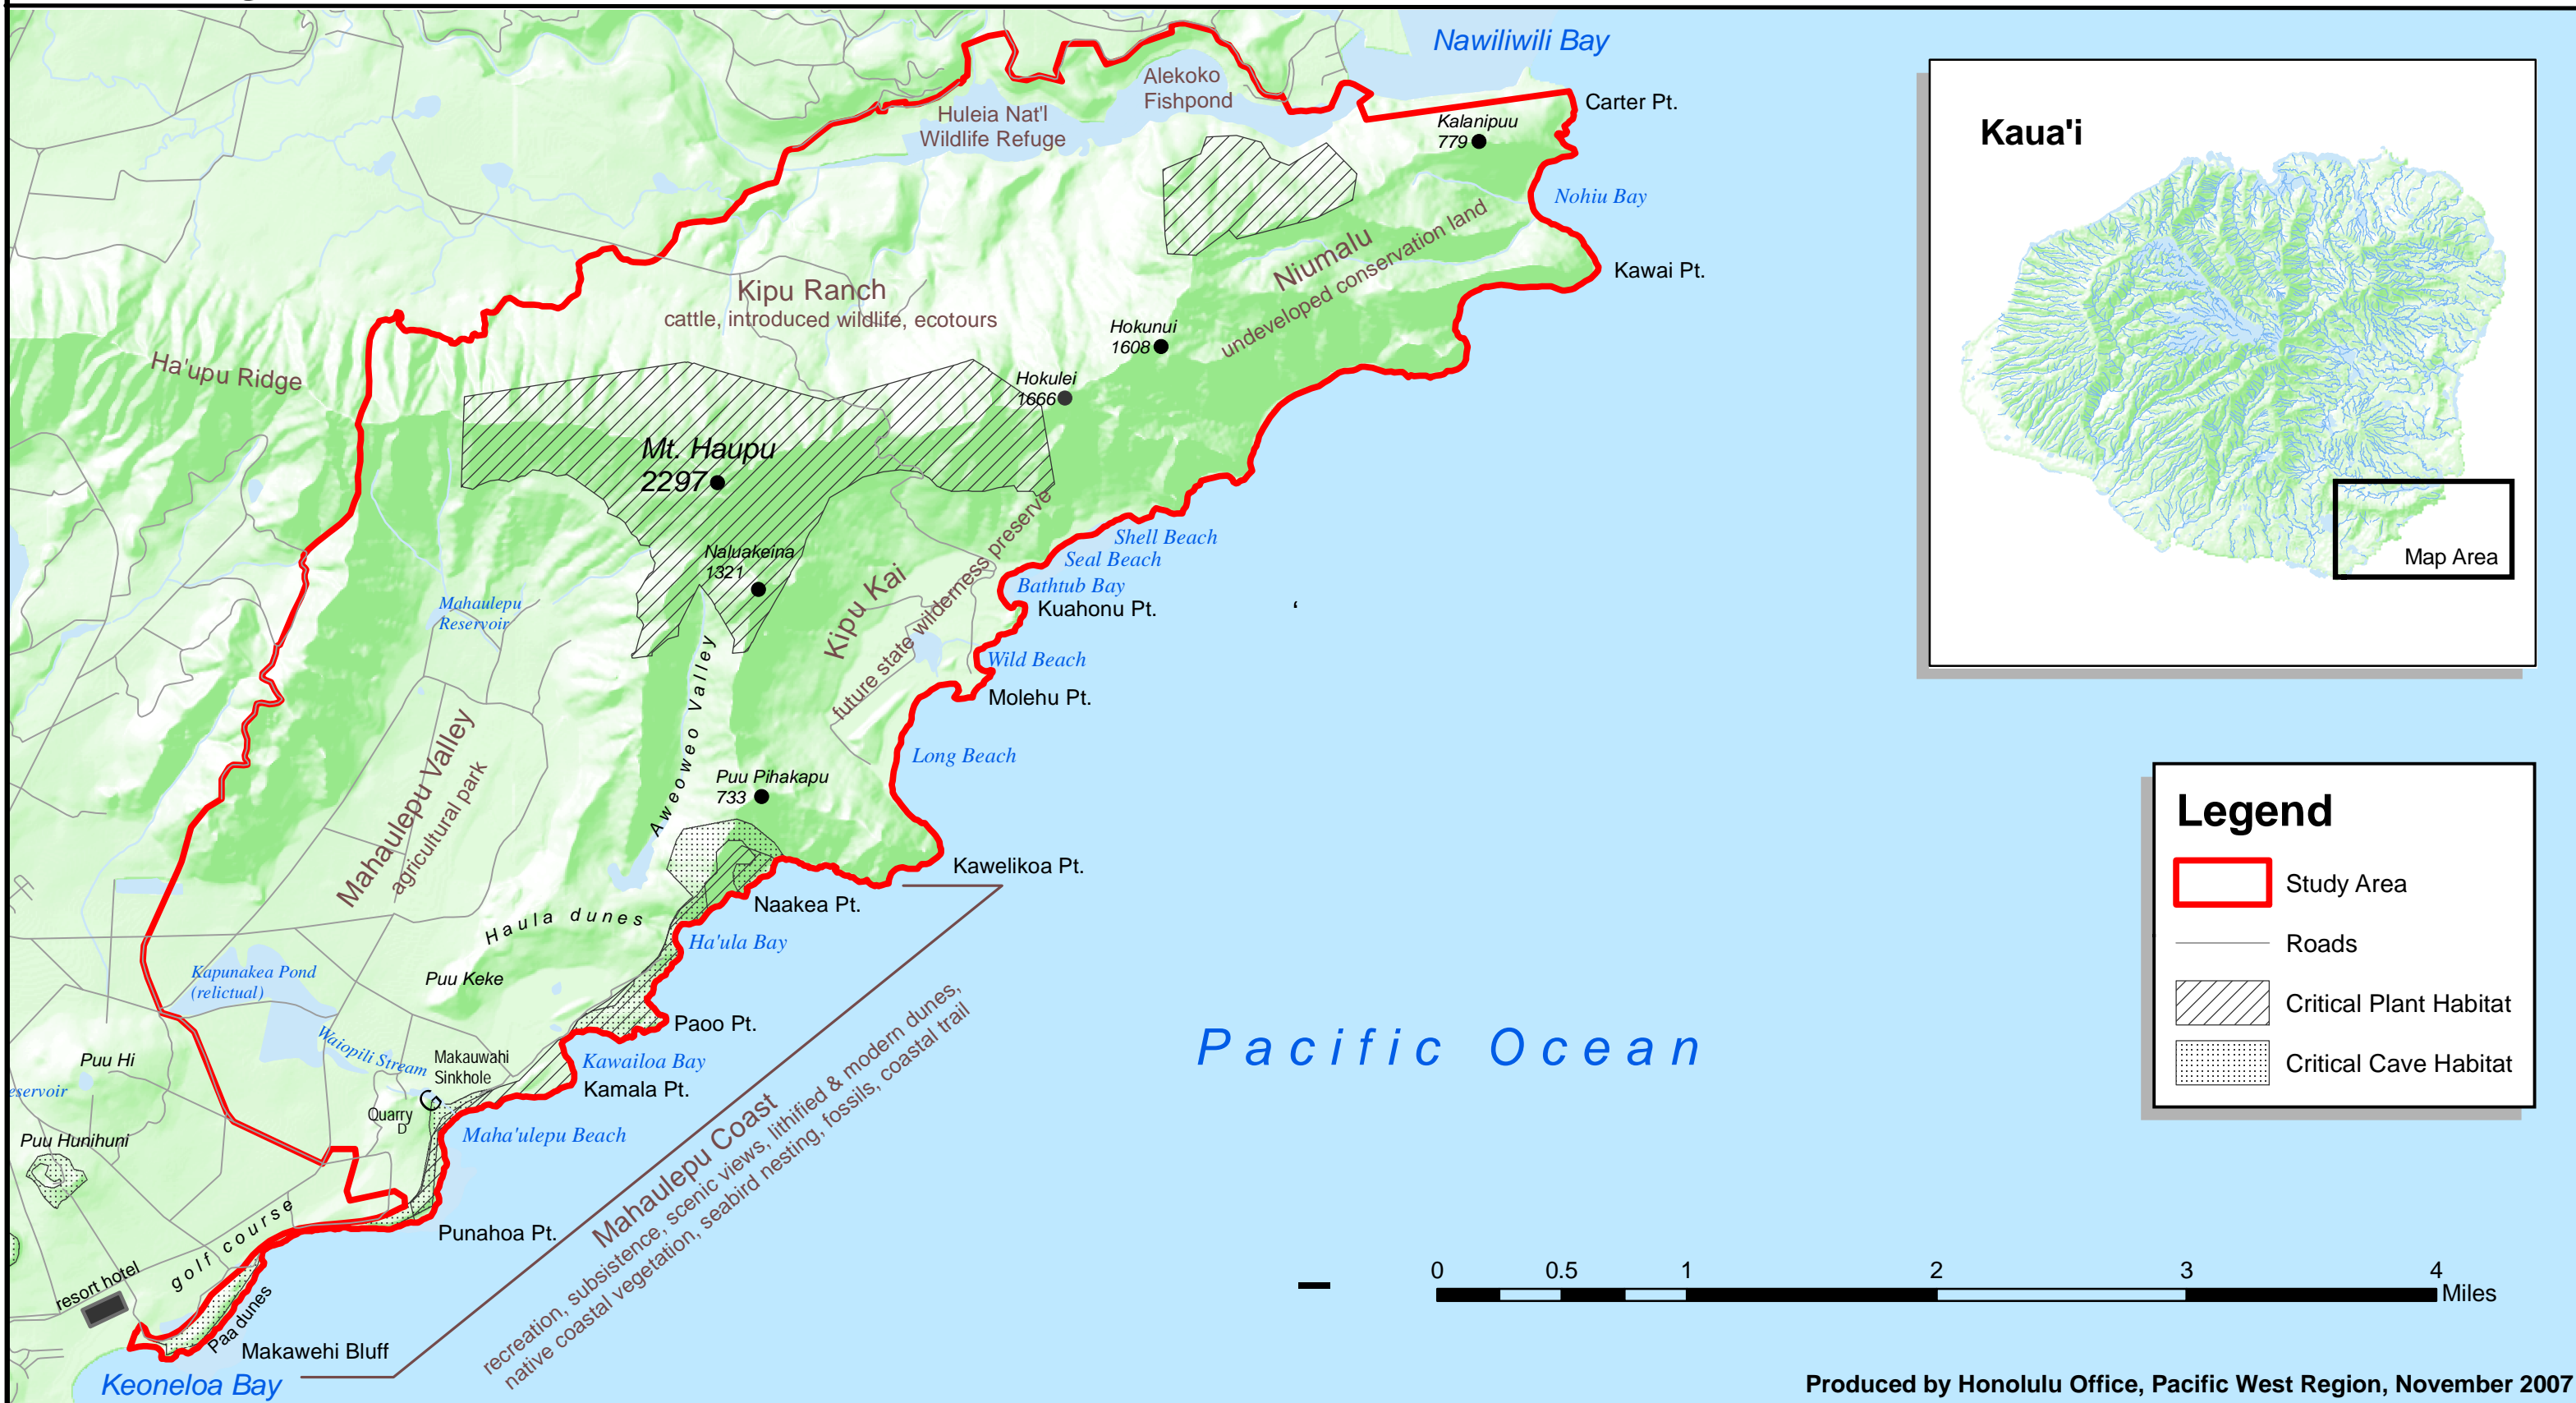 Nawiliwili Bay
Alekoko
Fishpond
Huleia Nat'l
Wildlife Refuge
Carter Pt.
Kalanipuu
779
Nohiu Bay
Niumalu
undeveloped conservation land
Kawai Pt.
Kipu Ranch
cattle, introduced wildlife, ecotours
Hokunui
1608
Ha'upu Ridge
Hokulei
1666
Mt. Haupu
2297
Shell Beach
Seal Beach
Naluakeina
1321
Bathtub Bay
Kuahonu Pt.
‘
Kipu Kai
future state wilderness preserve
Mahaulepu
Reservoir
Wild Beach
Molehu Pt.
Aweoweo Valley
Long Beach
Mahaulepu Valley
agricultural park
Puu Pihakapu
733
Kawelikoa Pt.
Naakea Pt.
Haula dunes
Ha'ula Bay
Kapunakea Pond
(relictual)
Puu Keke
Paoo Pt.
Waiopili Stream
Makauwahi
Sinkhole
Kawailoa Bay
Kamala Pt.
Puu Hi
eservoir
G
Quarry
D
Puu Hunihuni
Maha'ulepu Beach
Mahaulepu Coast
recreation, subsistence, scenic views, lithified & modern dunes,
native coastal vegetation, seabird nesting, fossils, coastal trail
Punahoa Pt.
golf course
resort hotel
Paa dunes
Makawehi Bluff
Keoneloa Bay
Pacific Ocean
Kaua'i
Map Area
Legend
Study Area
Roads
Critical Plant Habitat
Critical Cave Habitat
0 0.5 1 2 3 4
Miles
Produced by Honolulu Office, Pacific West Region, November 2007